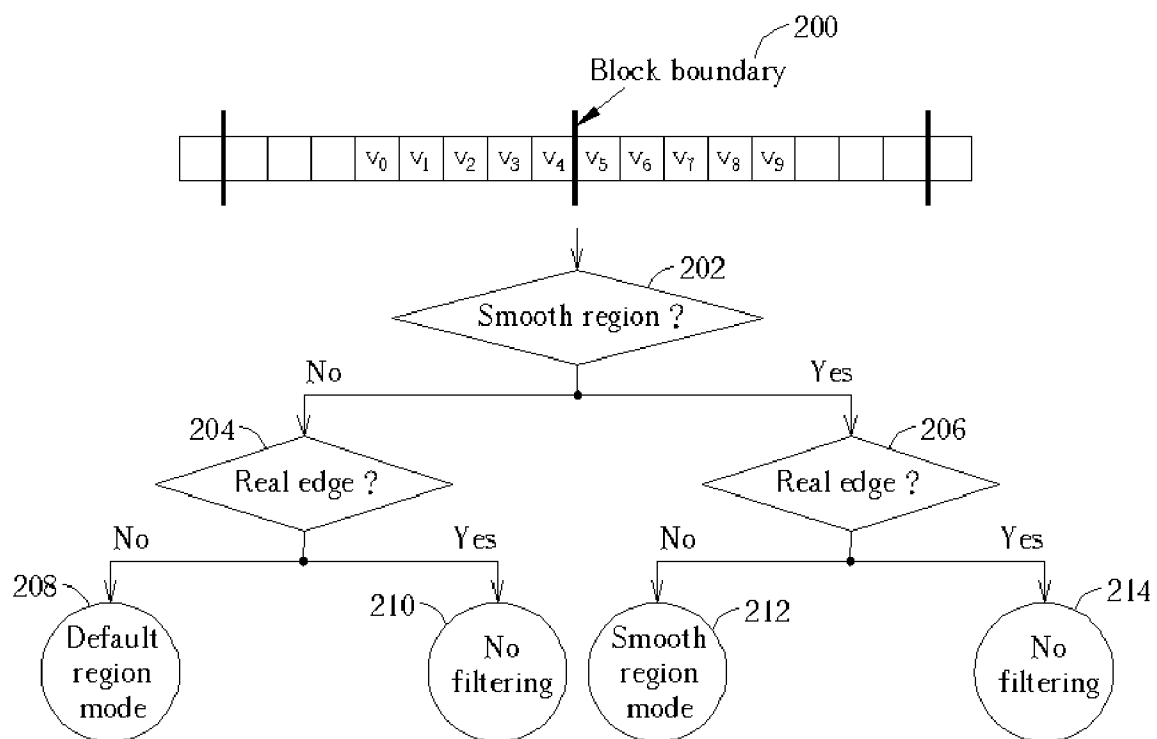 200
Block boundary
v0 v1 v2 v3 v4 v5 v6 v7 v8 v9
202
Smooth region ?
No Yes
204 206
Real edge ? Real edge ?
No Yes No Yes
208 210 212 214
Default
region
mode
No
filtering
Smooth
region
mode
No
filtering